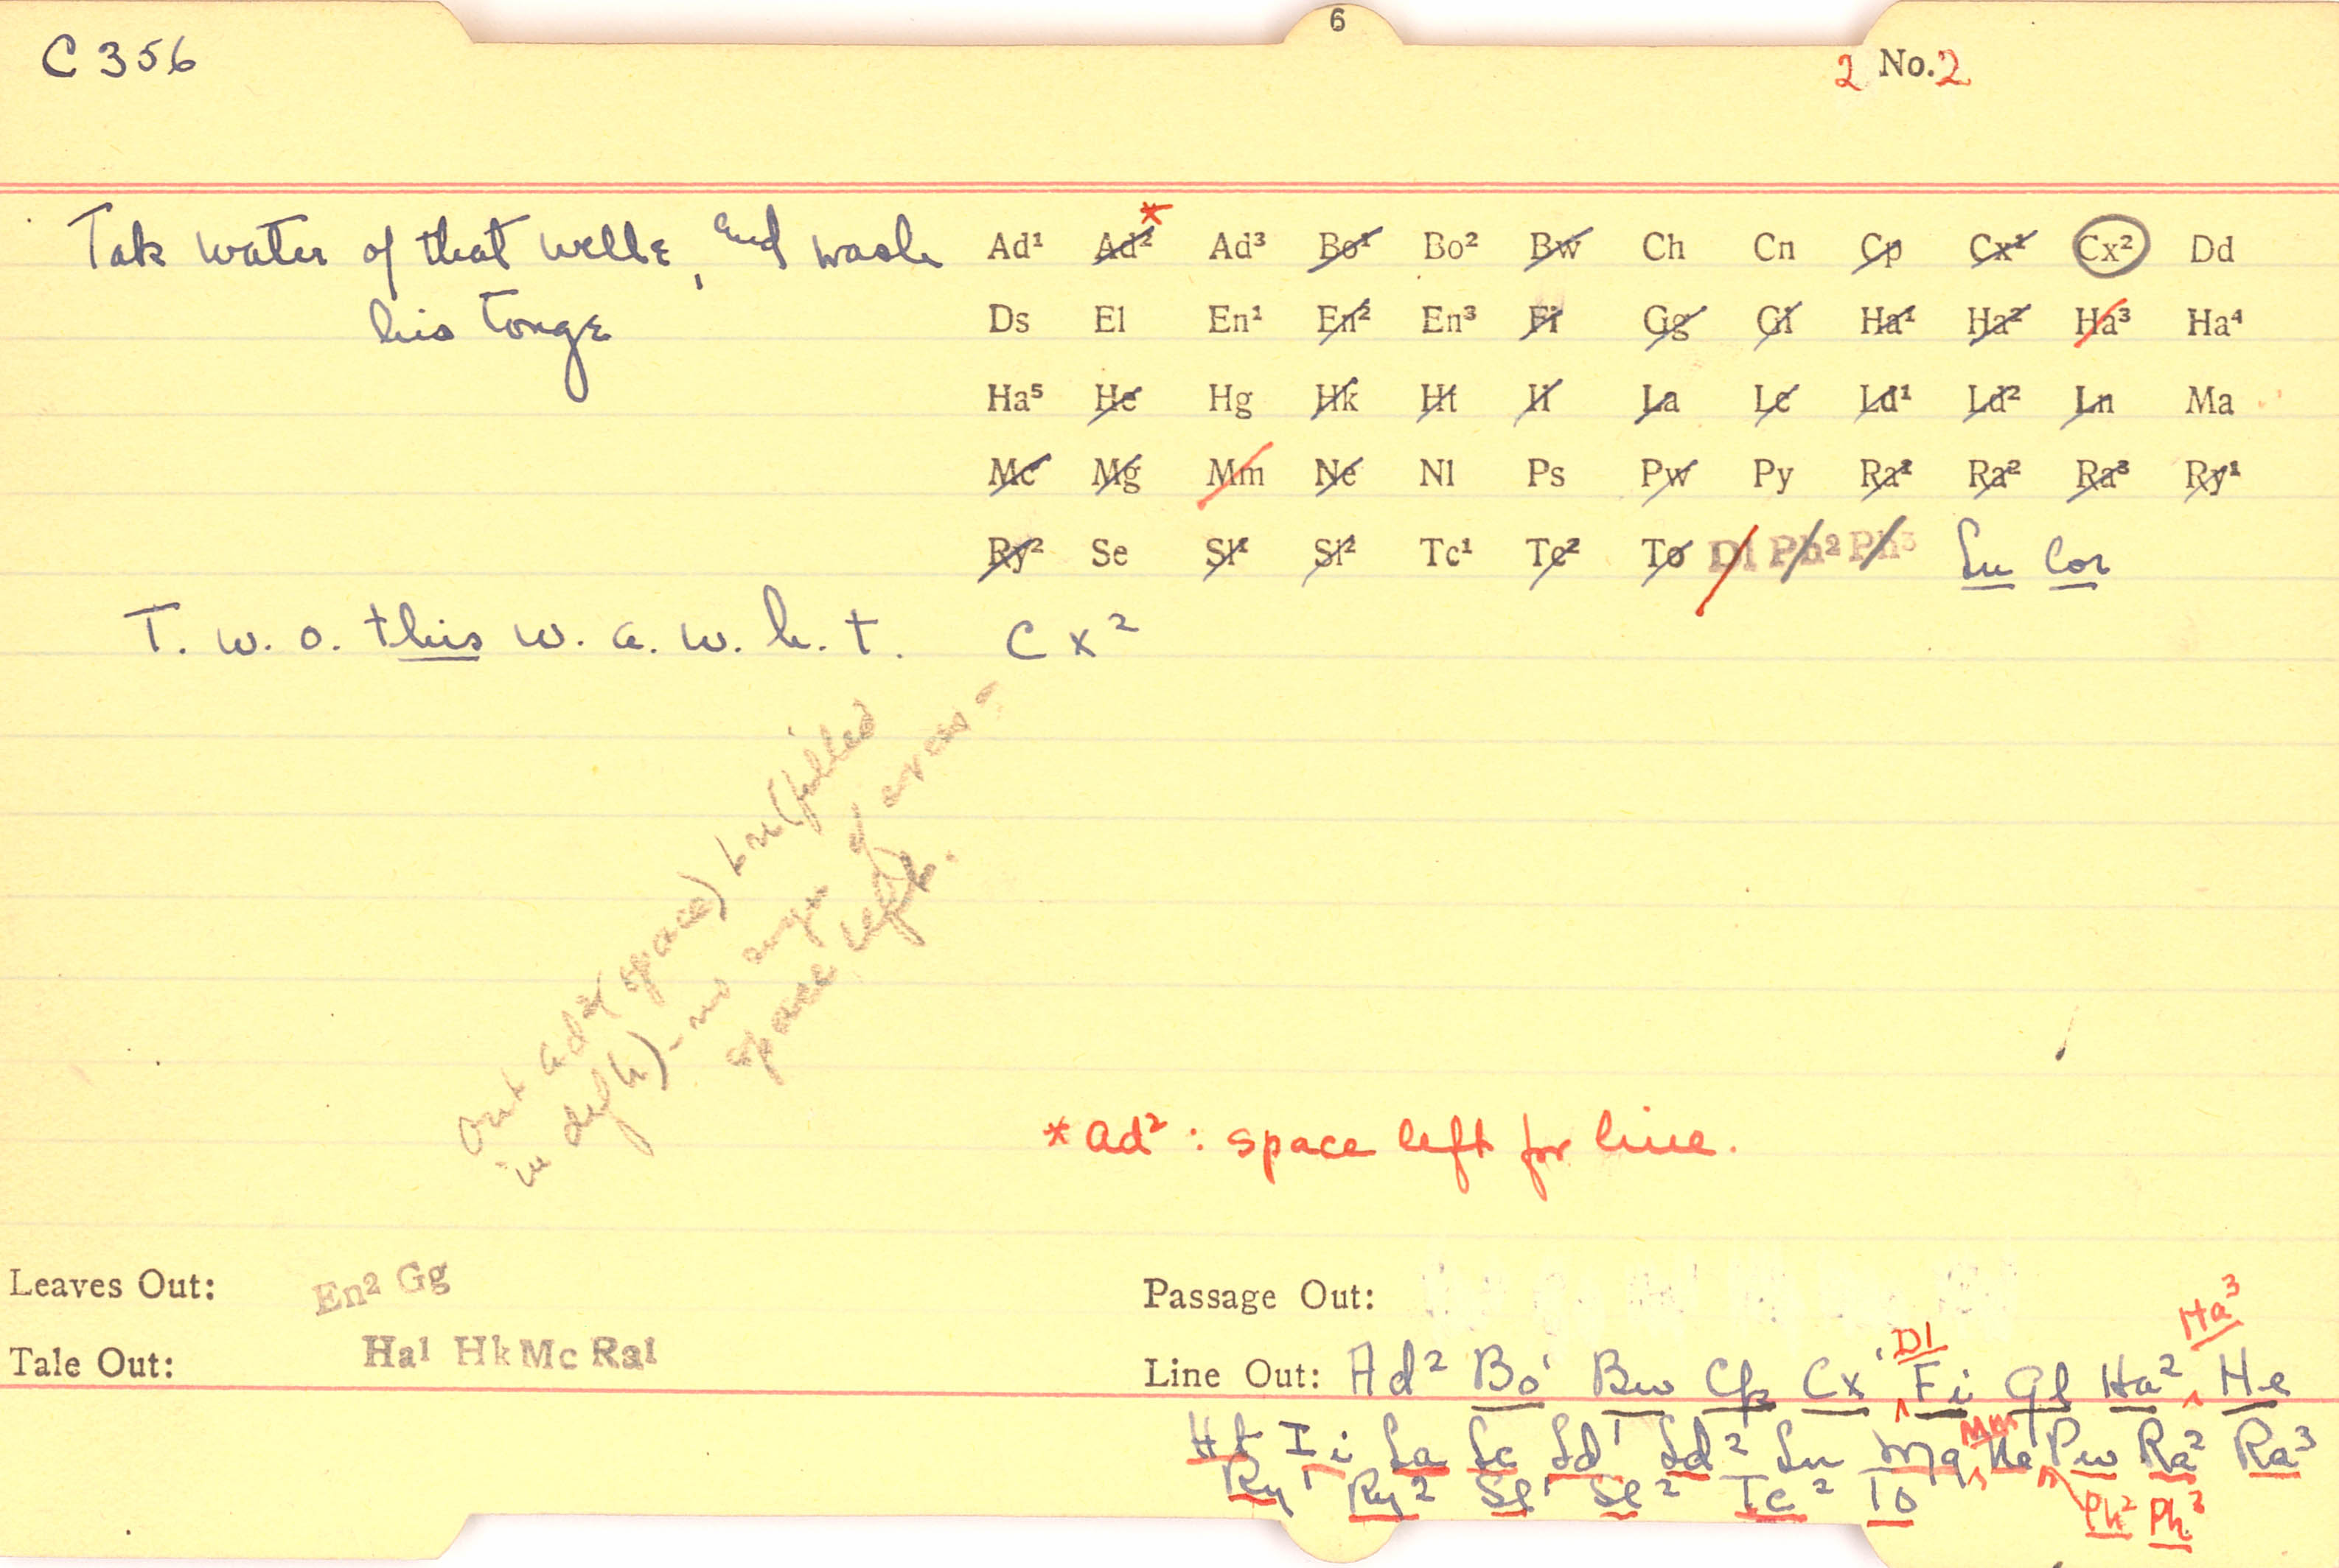 6
C 356
2 No. 2
Tak water of that welle, and wash
his tonge
Ad¹ Ad²* Ad³ Bo¹ Bo² Bw Ch Cn Cp Cx¹ Cx² Dd
Ds El En¹ En² En³ Fi Gg Gl Ha¹ Ha² Ha³ Ha⁴
Ha⁵ He Hg Hk Ht Ii La Lc Ld¹ Ld² Ln Ma
Mc Mg Mm Ne Nl Ps Pw Py Ra¹ Ra² Ra³ Ry¹
Ry² Se Sl¹ Sl² Tc¹ Tc² To Dl Ph² Ph³ Ln Cor
T. w. o. this w. a. w. h. t. Cx²
out Ad² (space) Ln (filled
in left) - no
space left.
* Ad² : space left for line.
Leaves Out: En² Gg
Passage Out:
Tale Out: Ha¹ Hk Mc Ra¹
Ha³
Dl
Line Out: Ad² Bo¹ Bw Cp Cx¹ Fi Gl Ha² He
Mm
Ht Ii La Lc Ld¹ Ld² Ln Mg Ne Pw Ra² Ra³
Ry¹ Ry² Sl¹ Sl² Tc² To
Ph² Ph³